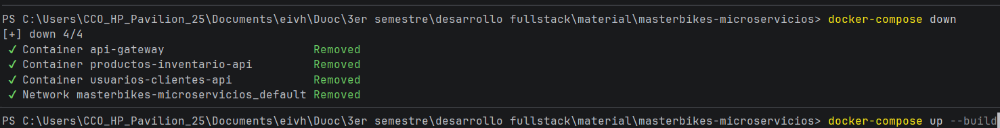 PS C:\Users\CCO_HP_Pavilion_25\Documents\eivh\Duoc\3er semestre\desarrollo fullstack\material\masterbikes-microservicios> docker-compose down
[+] down 4/4
✔ Container api-gateway Removed
✔ Container productos-inventario-api Removed
✔ Container usuarios-clientes-api Removed
✔ Network masterbikes-microservicios_default Removed
PS C:\Users\CCO_HP_Pavilion_25\Documents\eivh\Duoc\3er semestre\desarrollo fullstack\material\masterbikes-microservicios> docker-compose up --build